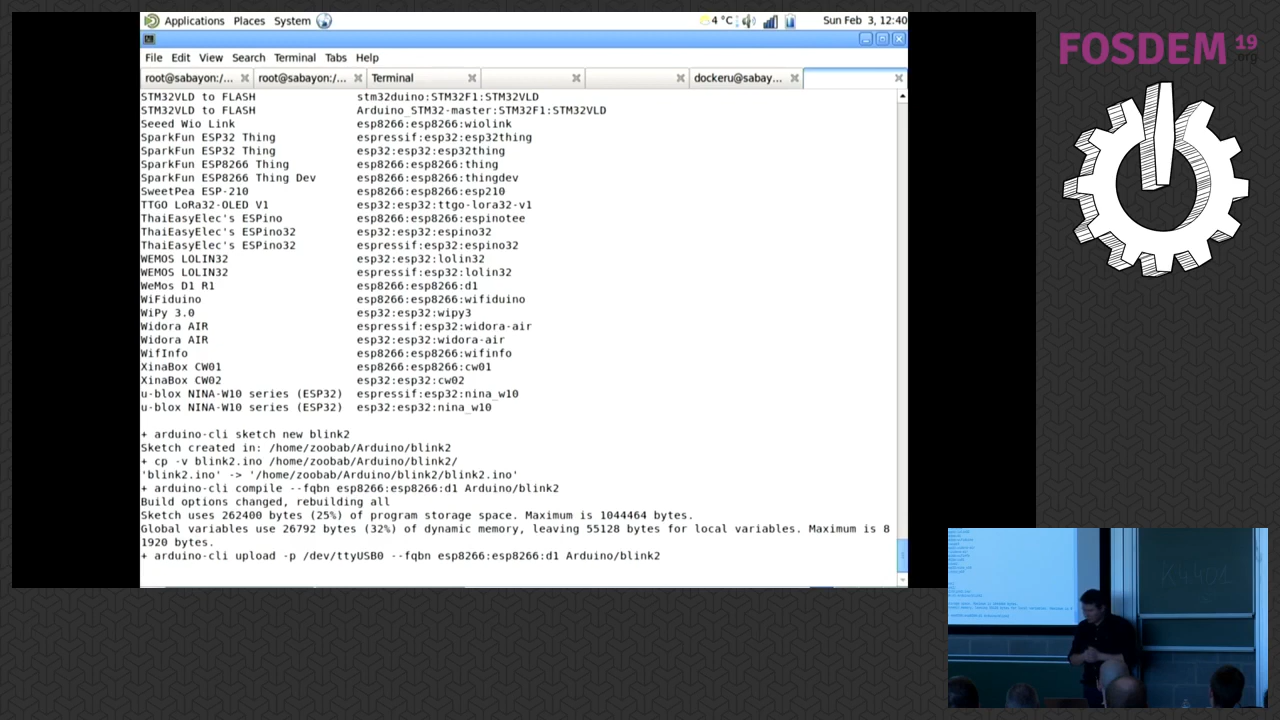 Applications Places System 4 °C Sun Feb 3, 12:40
File Edit View Search Terminal Tabs Help
root@sabayon:/... root@sabayon:/... Terminal dockeru@sabay...
STM32VLD to FLASH stm32duino:STM32F1:STM32VLD
STM32VLD to FLASH Arduino_STM32-master:STM32F1:STM32VLD
Seeed Wio Link esp8266:esp8266:wiolink
SparkFun ESP32 Thing espressif:esp32:esp32thing
SparkFun ESP32 Thing esp32:esp32:esp32thing
SparkFun ESP8266 Thing esp8266:esp8266:thing
SparkFun ESP8266 Thing Dev esp8266:esp8266:thingdev
SweetPea ESP-210 esp8266:esp8266:esp210
TTGO LoRa32-OLED V1 esp32:esp32:ttgo-lora32-v1
ThaiEasyElec's ESPino esp8266:esp8266:espinotee
ThaiEasyElec's ESPino32 esp32:esp32:espino32
ThaiEasyElec's ESPino32 espressif:esp32:espino32
WEMOS LOLIN32 esp32:esp32:lolin32
WEMOS LOLIN32 espressif:esp32:lolin32
WeMos D1 R1 esp8266:esp8266:d1
WiFiduino esp8266:esp8266:wifiduino
WiPy 3.0 esp32:esp32:wipy3
Widora AIR espressif:esp32:widora-air
Widora AIR esp32:esp32:widora-air
WifInfo esp8266:esp8266:wifinfo
XinaBox CW01 esp8266:esp8266:cw01
XinaBox CW02 esp32:esp32:cw02
u-blox NINA-W10 series (ESP32) espressif:esp32:nina_w10
u-blox NINA-W10 series (ESP32) esp32:esp32:nina_w10
+ arduino-cli sketch new blink2
Sketch created in: /home/zoobab/Arduino/blink2
+ cp -v blink2.ino /home/zoobab/Arduino/blink2/
'blink2.ino' -> '/home/zoobab/Arduino/blink2/blink2.ino'
+ arduino-cli compile --fqbn esp8266:esp8266:d1 Arduino/blink2
Build options changed, rebuilding all
Sketch uses 262400 bytes (25%) of program storage space. Maximum is 1044464 bytes.
Global variables use 26792 bytes (32%) of dynamic memory, leaving 55128 bytes for local variables. Maximum is 8
1920 bytes.
+ arduino-cli upload -p /dev/ttyUSB0 --fqbn esp8266:esp8266:d1 Arduino/blink2
FOSDEM 19
.org